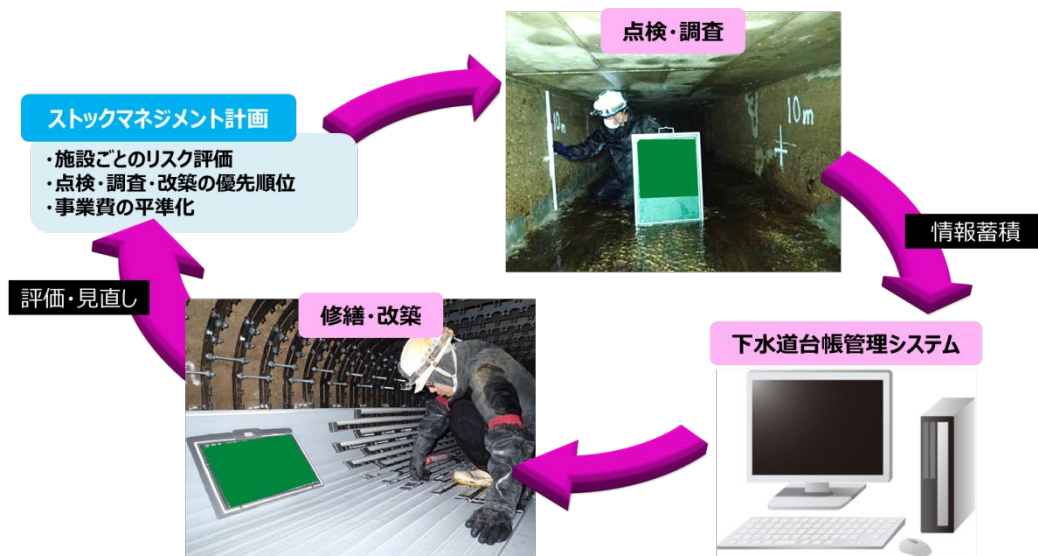 点検・調査
10m
10m
ストックマネジメント計画
・施設ごとのリスク評価
・点検・調査・改築の優先順位
・事業費の平準化
情報蓄積
評価・見直し
修繕・改築
下水道台帳管理システム